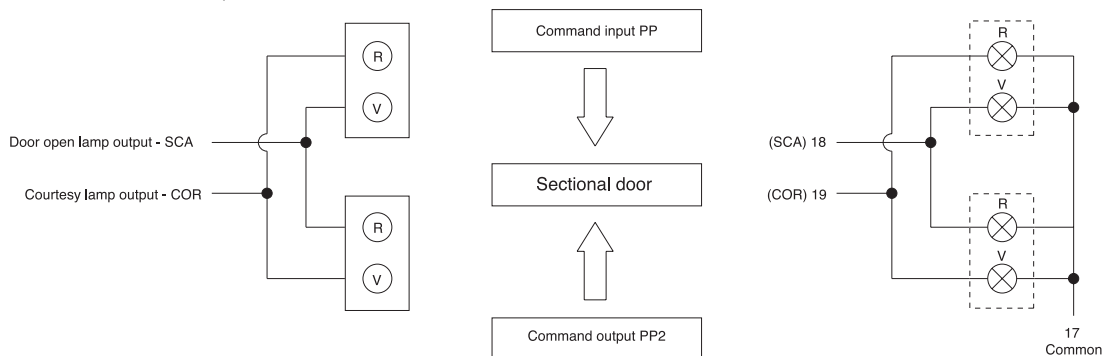 R
V
Door open lamp output - SCA
Courtesy lamp output - COR
R
V
Command input PP
Sectional door
Command output PP2
R
V
(SCA) 18
(COR) 19
R
V
17
Common